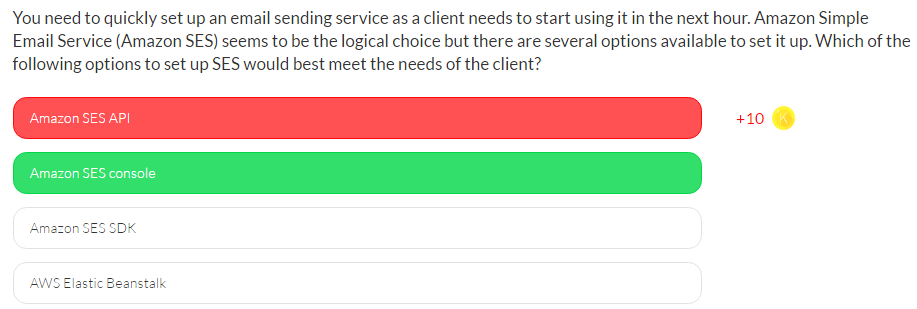 You need to quickly set up an email sending service as a client needs to start using it in the next hour. Amazon Simple
Email Service (Amazon SES) seems to be the logical choice but there are several options available to set it up. Which of the
following options to set up SES would best meet the needs of the client?
Amazon SES API
+10 K
Amazon SES console
Amazon SES SDK
AWS Elastic Beanstalk